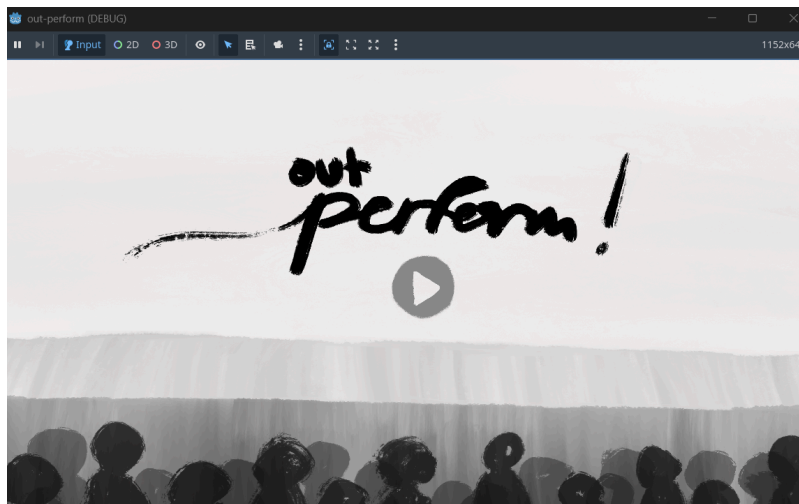 out-perform (DEBUG)
Input 2D 3D
1152x64
out
perform!